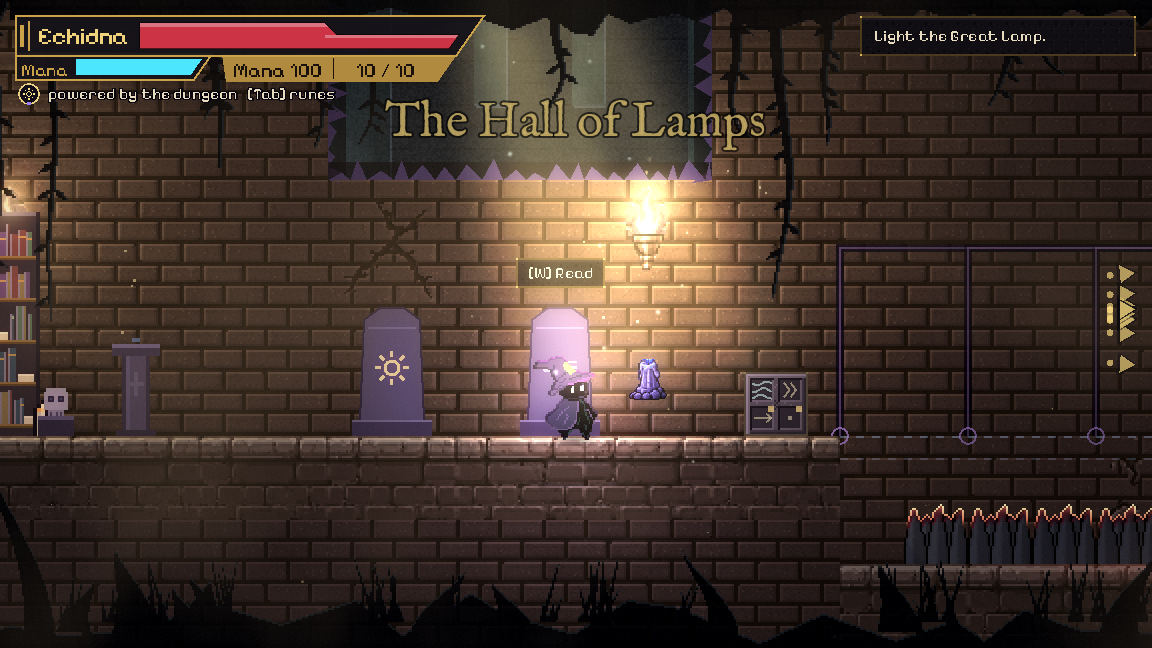 Echidna
Light the Great Lamp.
Mana
Mana 100
10 / 10
powered by the dungeon (Tab) runes
The Hall of Lamps
(W) Read